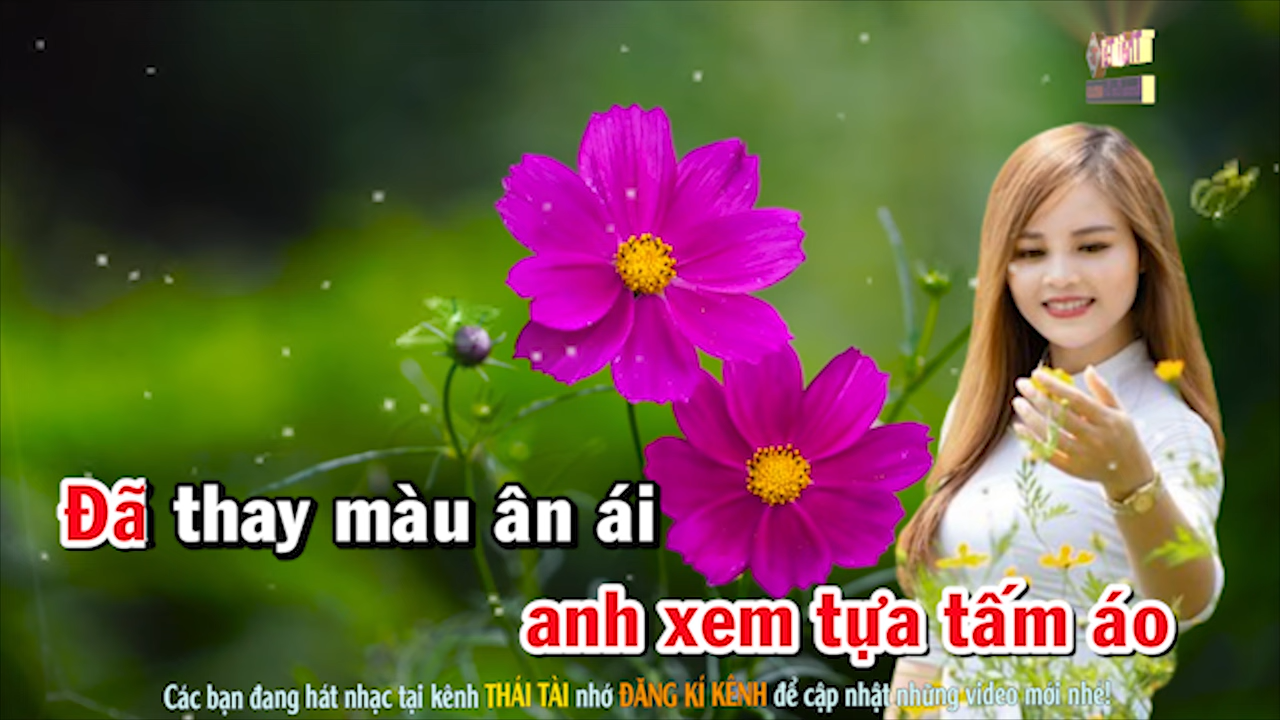 Đã thay màu ân ái
anh xem tựa tấm áo
Các bạn đang hát nhạc tại kênh THÁI TÀI nhớ ĐĂNG KÍ KÊNH để cập nhật những video mới nhé!